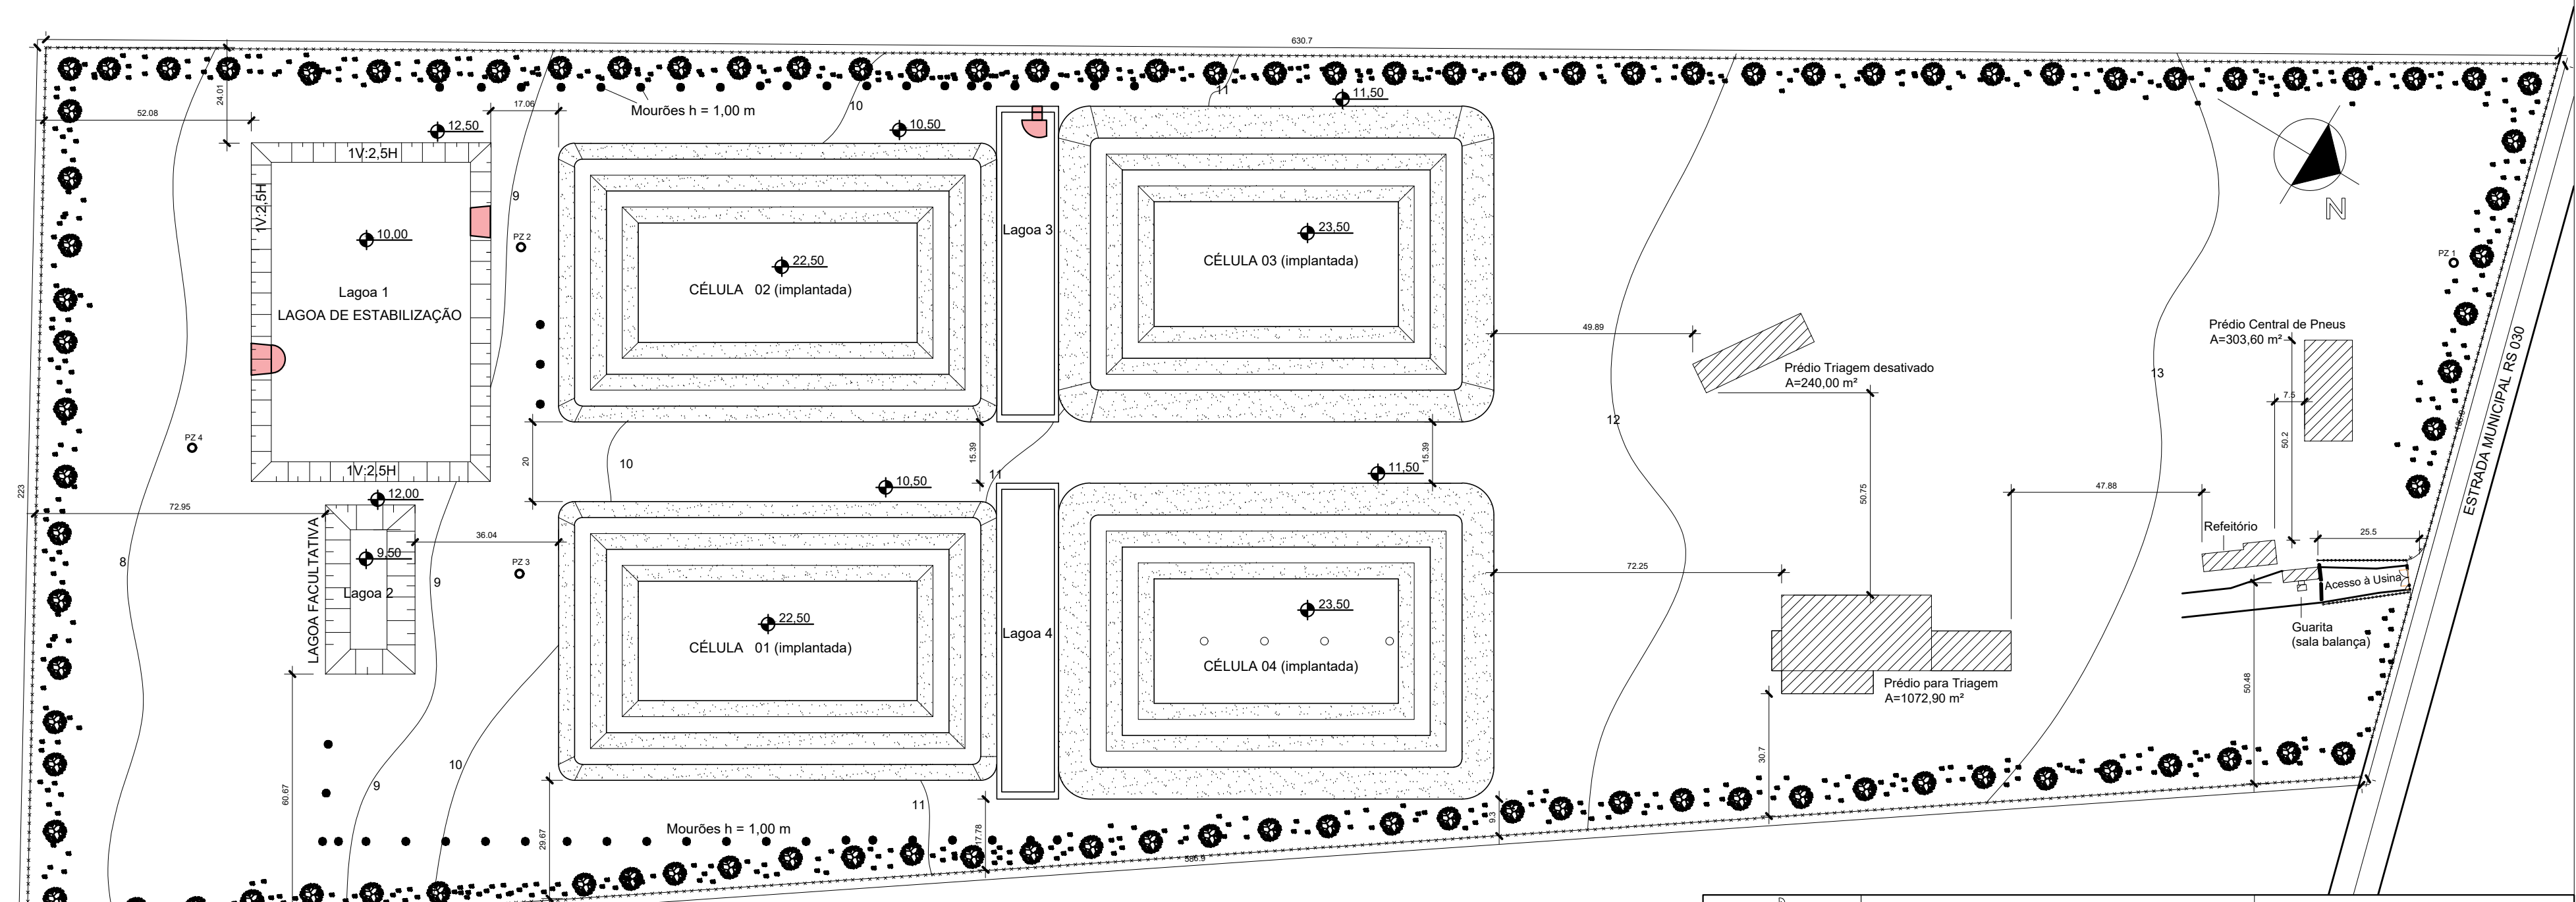 630.7
24.01
52.08
17.06
Mourões h = 1,00 m
10
11
11,50
12,50
10,50
1V:2,5H
1V:2,5H
9
PZ 2
10,00
Lagoa 1
LAGOA DE ESTABILIZAÇÃO
22,50
CÉLULA 02 (implantada)
Lagoa 3
23,50
CÉLULA 03 (implantada)
49.89
Prédio Triagem desativado
A=240,00 m²
12
13
N
PZ 1
Prédio Central de Pneus
A=303,60 m²
7.5
50.2
ESTRADA MUNICIPAL RS 030
PZ 4
1V:2,5H
20
10
15.39
11
15.39
223
72.95
12,00
10,50
11,50
50.75
47.88
LAGOA FACULTATIVA
9,50
Lagoa 2
36.04
PZ 3
8
9
22,50
CÉLULA 01 (implantada)
Lagoa 4
23,50
CÉLULA 04 (implantada)
72.25
Refeitório
25.5
Acesso à Usina
Guarita
(sala balança)
Prédio para Triagem
A=1072,90 m²
50.48
30.7
60.67
9
10
29.67
Mourões h = 1,00 m
11
17.78
9.3
586.9